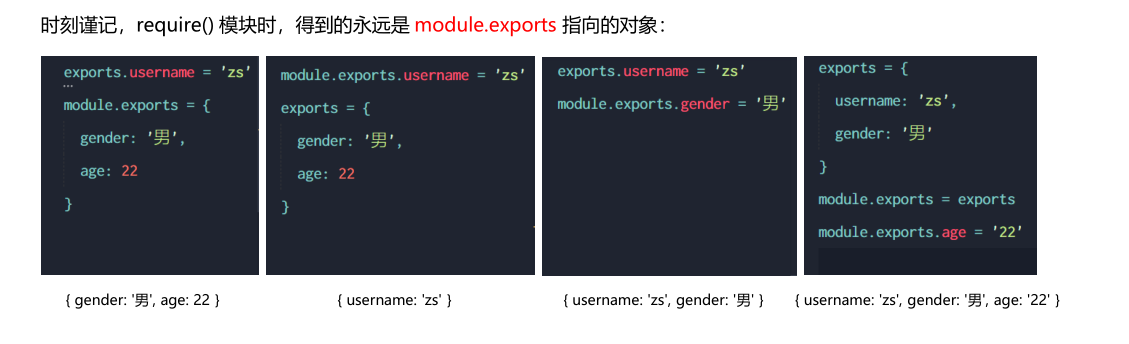 时刻谨记，require() 模块时，得到的永远是 module.exports 指向的对象：
exports.username = 'zs'
module.exports = {
gender: '男',
age: 22
}
module.exports.username = 'zs'
exports = {
gender: '男',
age: 22
}
exports.username = 'zs'
module.exports.gender = '男'
exports = {
username: 'zs',
gender: '男'
}
module.exports = exports
module.exports.age = '22'
{ gender: '男', age: 22 }
{ username: 'zs' }
{ username: 'zs', gender: '男' }
{ username: 'zs', gender: '男', age: '22' }